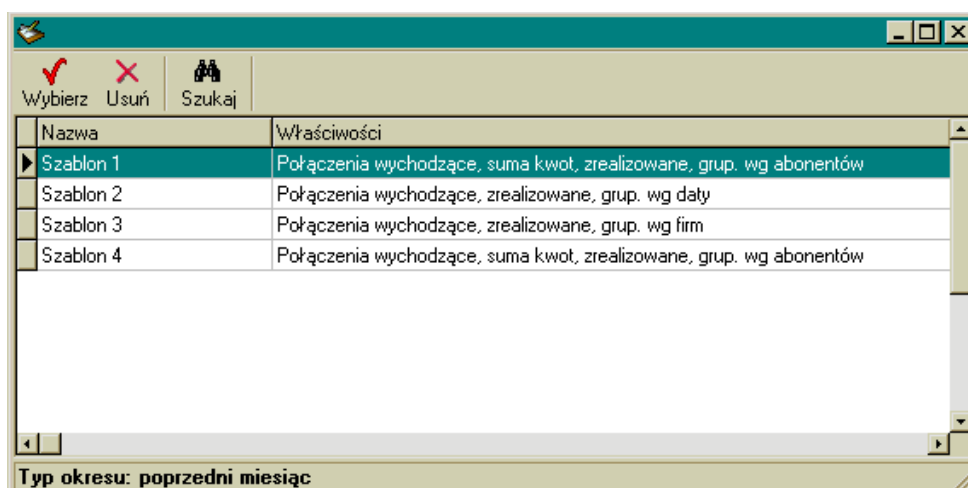 Wybierz Usuń Szukaj
Nazwa Właściwości
Szablon 1 Połączenia wychodzące, suma kwot, zrealizowane, grup. wg abonentów
Szablon 2 Połączenia wychodzące, zrealizowane, grup. wg daty
Szablon 3 Połączenia wychodzące, zrealizowane, grup. wg firm
Szablon 4 Połączenia wychodzące, suma kwot, zrealizowane, grup. wg abonentów
Typ okresu: poprzedni miesiąc